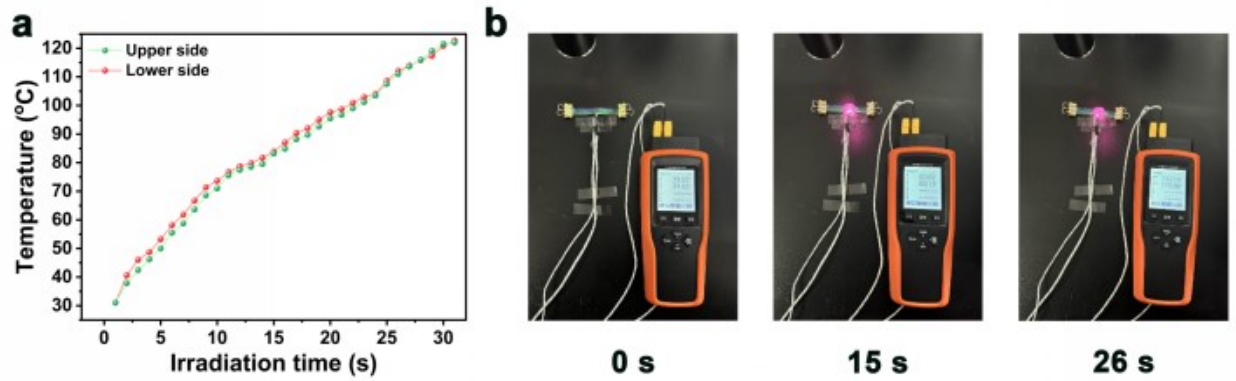 a
b
120
110
100
90
80
70
60
50
40
30
Temperature (°C)
Upper side
Lower side
0
5
10
15
20
25
30
Irradiation time (s)
0 s
15 s
26 s